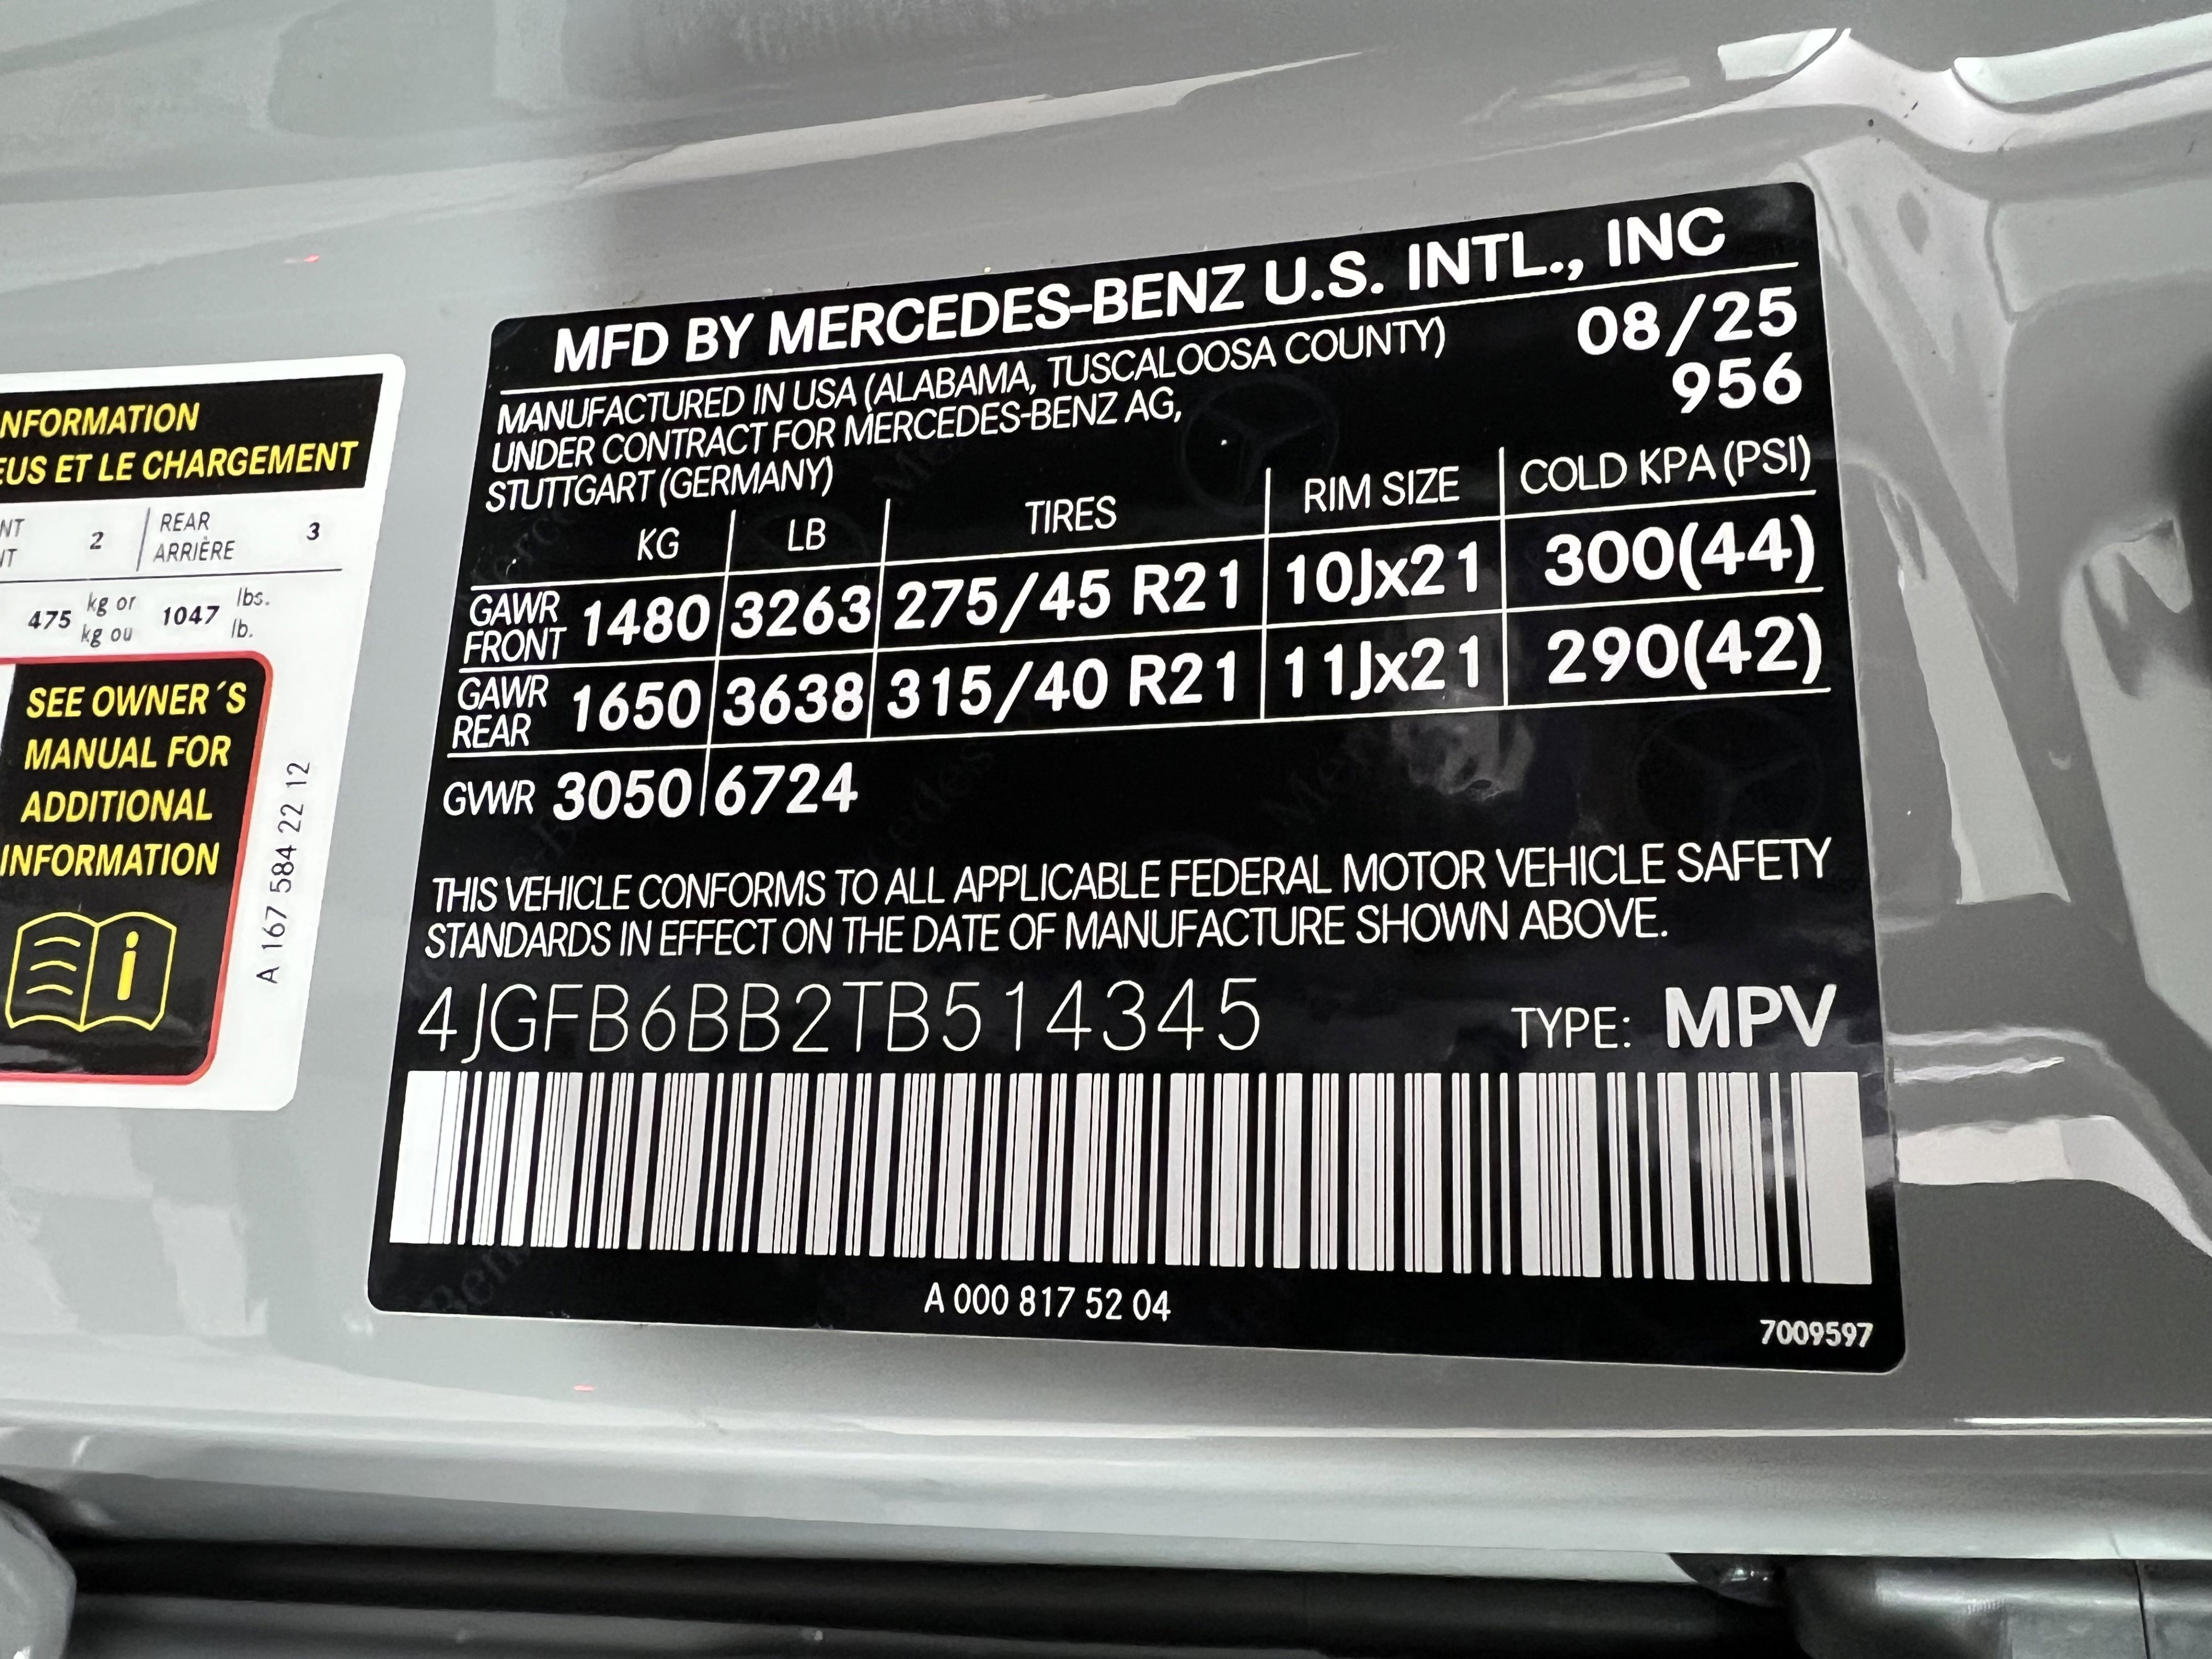 NFORMATION
EUS ET LE CHARGEMENT
NT 2 REAR 3
NT ARRIÈRE
475 kg or 1047 lbs.
kg ou lb.
SEE OWNER´S
MANUAL FOR
ADDITIONAL
INFORMATION
i
A 167 584 22 12
MFD BY MERCEDES-BENZ U.S. INTL., INC
MANUFACTURED IN USA (ALABAMA, TUSCALOOSA COUNTY) 08/25
UNDER CONTRACT FOR MERCEDES-BENZ AG, 956
STUTTGART (GERMANY)
KG LB TIRES RIM SIZE COLD KPA (PSI)
GAWR FRONT 1480 3263 275/45 R21 10Jx21 300(44)
GAWR REAR 1650 3638 315/40 R21 11Jx21 290(42)
GVWR 3050 6724
THIS VEHICLE CONFORMS TO ALL APPLICABLE FEDERAL MOTOR VEHICLE SAFETY
STANDARDS IN EFFECT ON THE DATE OF MANUFACTURE SHOWN ABOVE.
4JGFB6BB2TB514345 TYPE: MPV
A 000 817 52 04
7009597